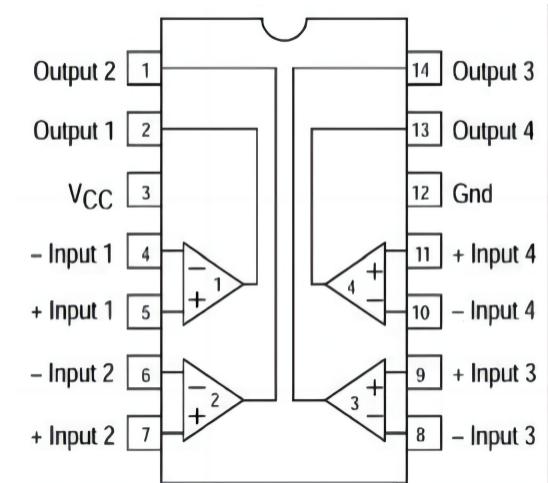 Output 2 1 14 Output 3
Output 1 2 13 Output 4
VCC 3 12 Gnd
– Input 1 4 – 1 + 4 11 + Input 4
+ Input 1 5 + – 10 – Input 4
– Input 2 6 – 2 + 3 9 + Input 3
+ Input 2 7 + – 8 – Input 3